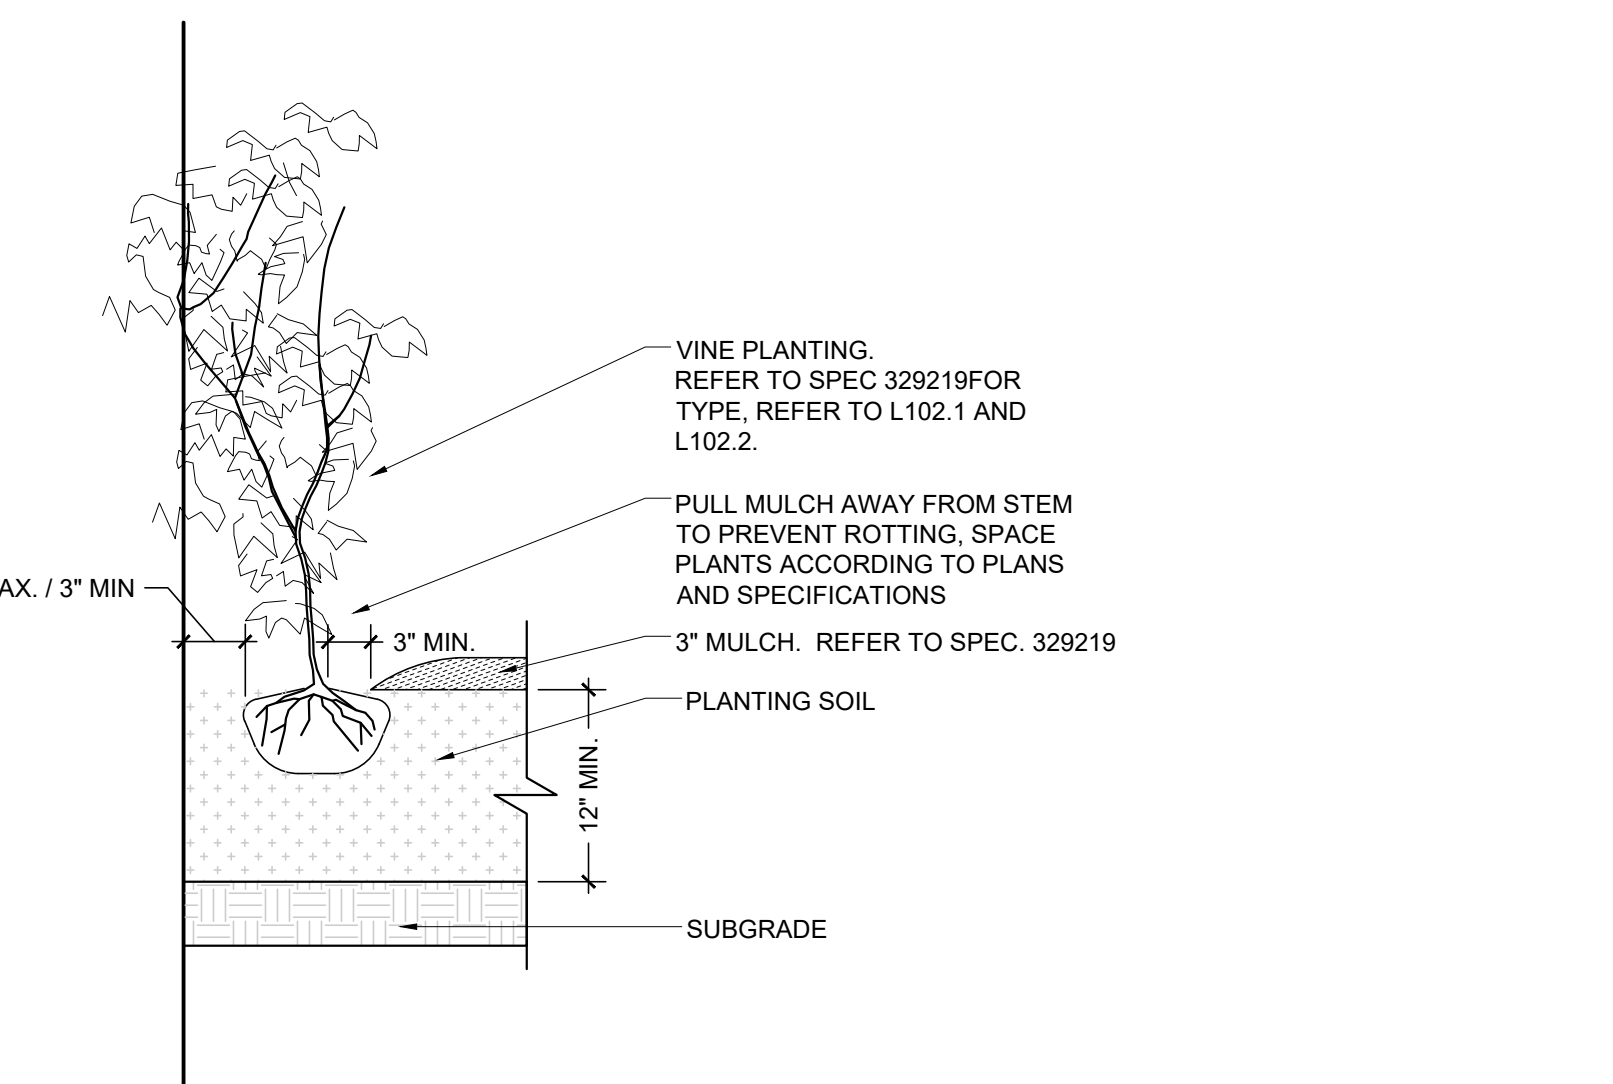 VINE PLANTING.
REFER TO SPEC 329219FOR
TYPE, REFER TO L102.1 AND
L102.2.
PULL MULCH AWAY FROM STEM
TO PREVENT ROTTING, SPACE
PLANTS ACCORDING TO PLANS
AND SPECIFICATIONS
AX. / 3" MIN
3" MIN.
3" MULCH.  REFER TO SPEC. 329219
PLANTING SOIL
12" MIN.
SUBGRADE